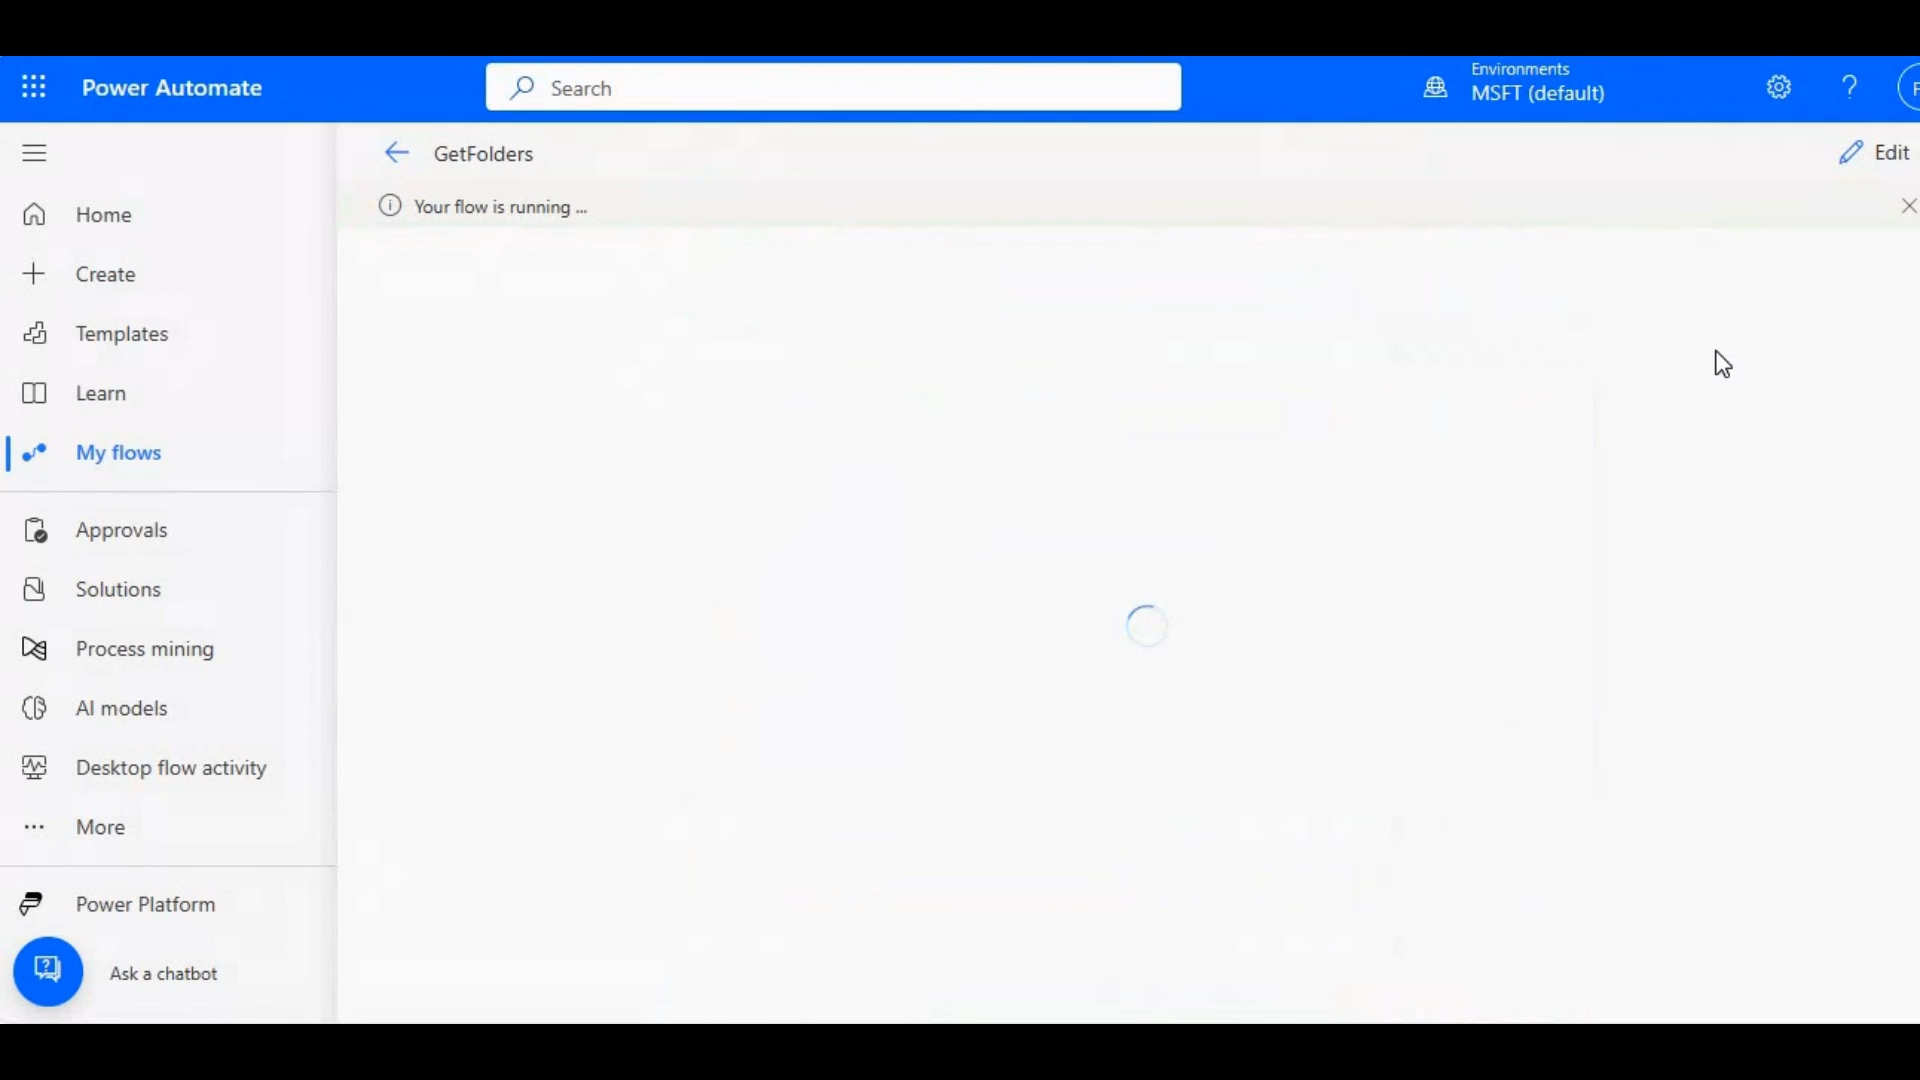 Power Automate
Search
Environments
MSFT (default)
GetFolders
Edit
Your flow is running ...
Home
Create
Templates
Learn
My flows
Approvals
Solutions
Process mining
AI models
Desktop flow activity
More
Power Platform
Ask a chatbot